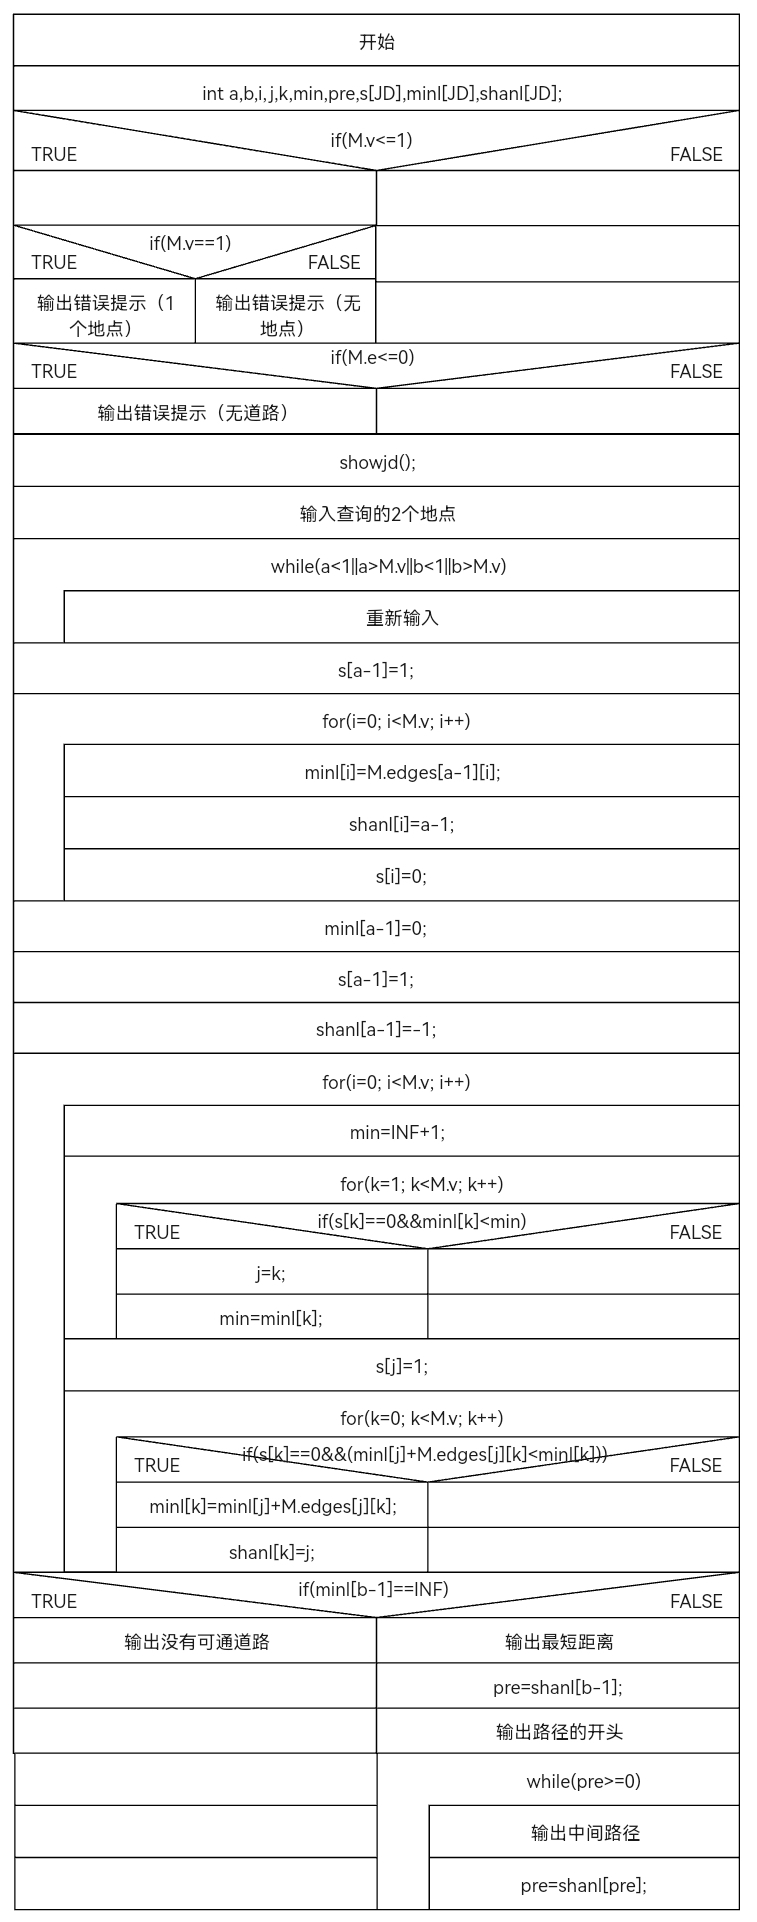 开始
int a,b,i,j,k,min,pre,s[JD],minl[JD],shanl[JD];
if(M.v<=1)
TRUE
FALSE
if(M.v==1)
TRUE
FALSE
输出错误提示（1
个地点）
输出错误提示（无
地点）
if(M.e<=0)
TRUE
FALSE
输出错误提示（无道路）
showjd();
输入查询的2个地点
while(a<1||a>M.v||b<1||b>M.v)
重新输入
s[a-1]=1;
for(i=0; i<M.v; i++)
minl[i]=M.edges[a-1][i];
shanl[i]=a-1;
s[i]=0;
minl[a-1]=0;
s[a-1]=1;
shanl[a-1]=-1;
for(i=0; i<M.v; i++)
min=INF+1;
for(k=1; k<M.v; k++)
if(s[k]==0&&minl[k]<min)
TRUE
FALSE
j=k;
min=minl[k];
s[j]=1;
for(k=0; k<M.v; k++)
if(s[k]==0&&(minl[j]+M.edges[j][k]<minl[k]))
TRUE
FALSE
minl[k]=minl[j]+M.edges[j][k];
shanl[k]=j;
if(minl[b-1]==INF)
TRUE
FALSE
输出没有可通道路
输出最短距离
pre=shanl[b-1];
输出路径的开头
while(pre>=0)
输出中间路径
pre=shanl[pre];